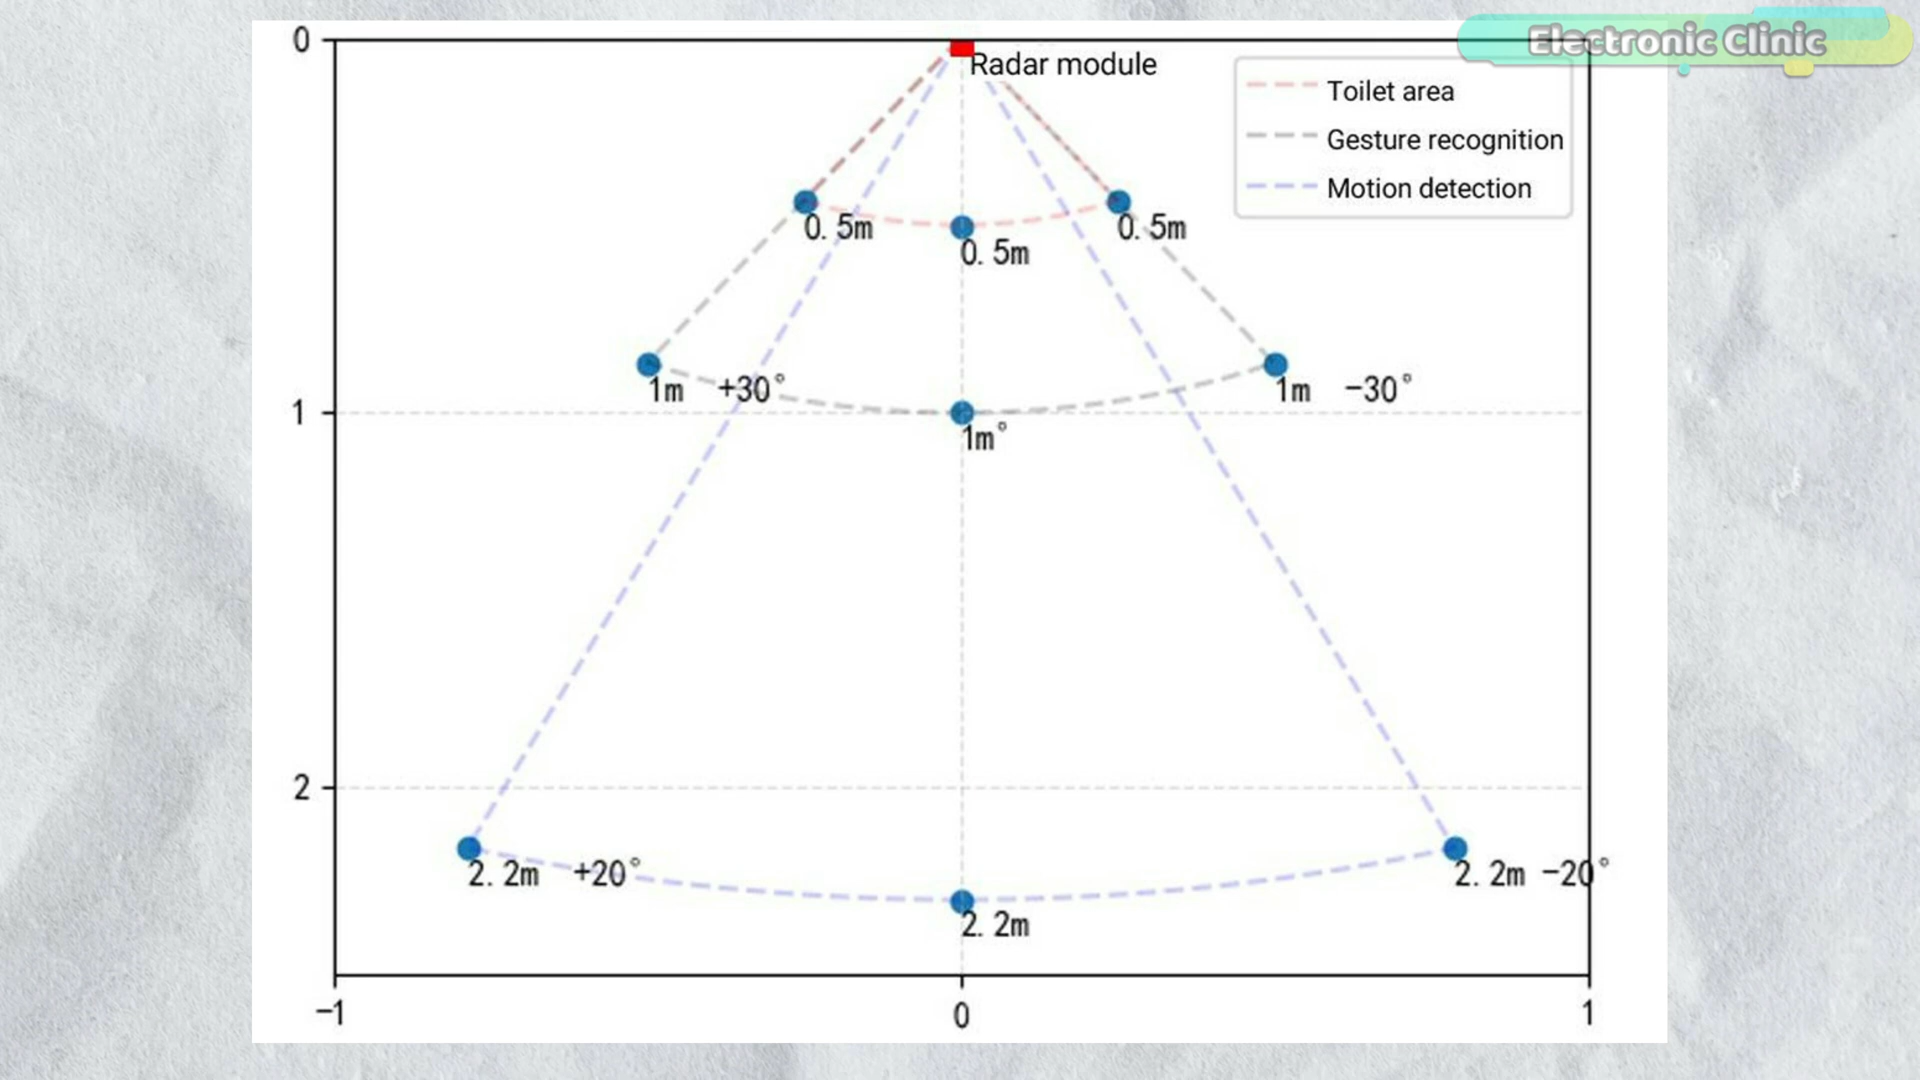 Electronic Clinic
0
Radar module
Toilet area
Gesture recognition
Motion detection
0.5m
0.5m
0.5m
1m +30°
1m -30°
1
1m°
2
2.2m +20°
2.2m -20°
2.2m
-1
0
1